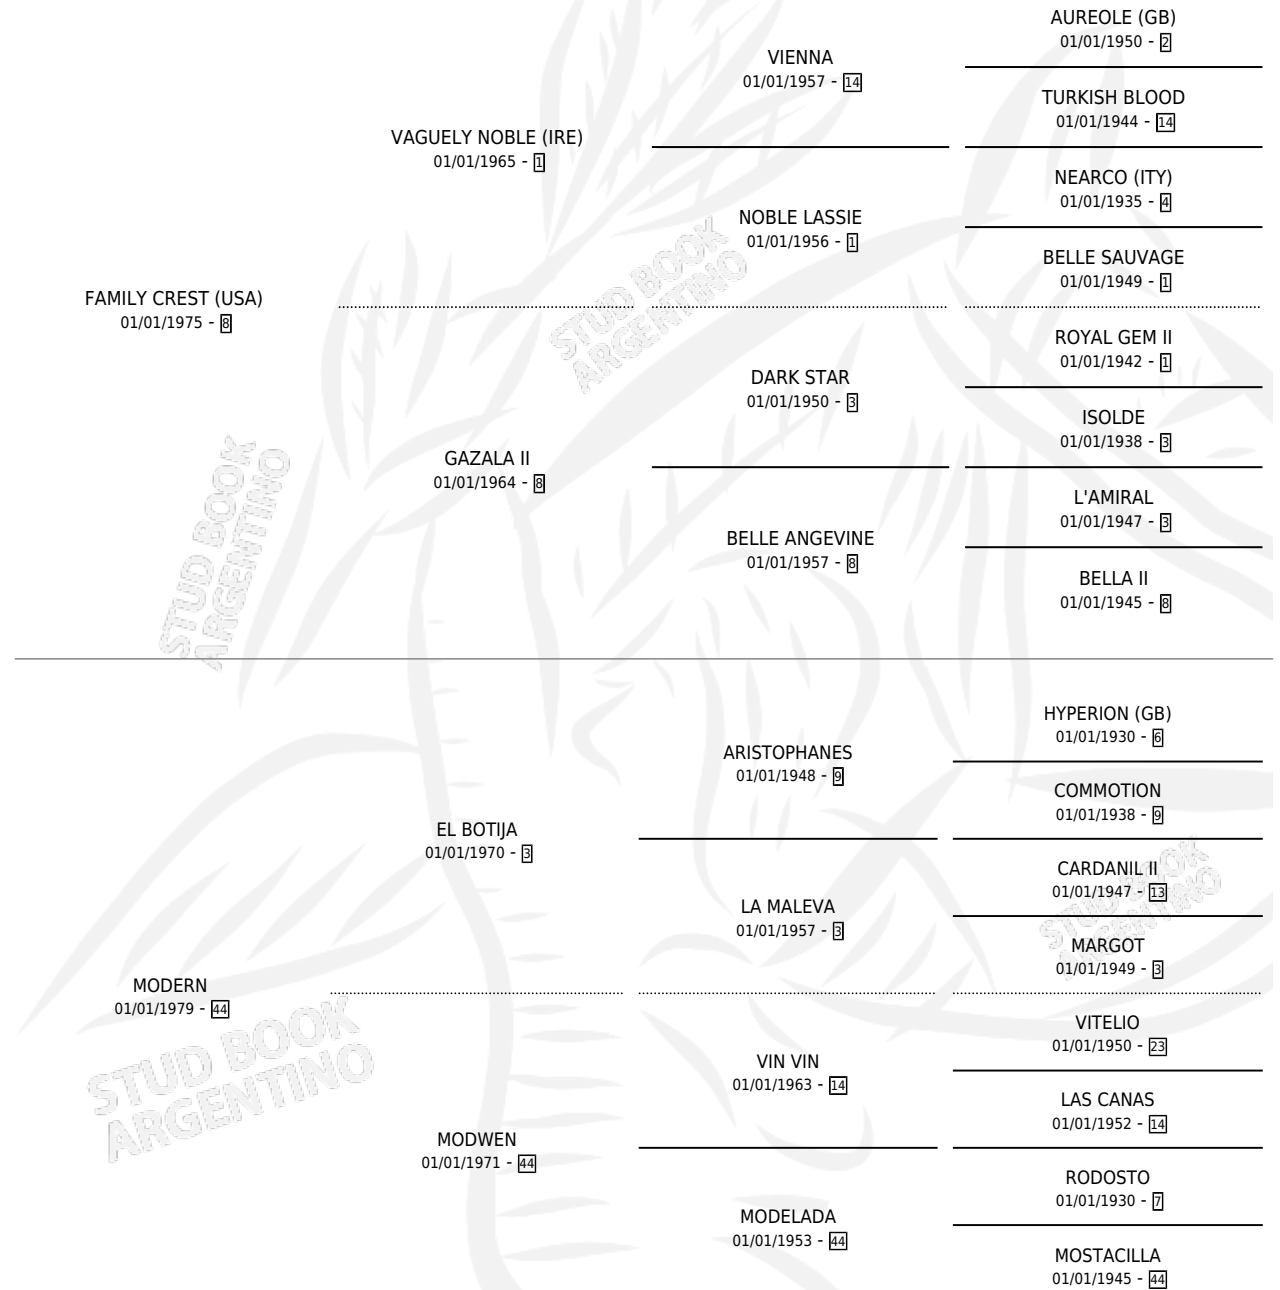 AUREOLE (GB)
01/01/1950 - 2
VIENNA
01/01/1957 - 14
TURKISH BLOOD
01/01/1944 - 14
VAGUELY NOBLE (IRE)
01/01/1965 - 1
NEARCO (ITY)
01/01/1935 - 4
NOBLE LASSIE
01/01/1956 - 1
BELLE SAUVAGE
01/01/1949 - 1
FAMILY CREST (USA)
01/01/1975 - 8
ROYAL GEM II
01/01/1942 - 1
DARK STAR
01/01/1950 - 3
ISOLDE
01/01/1938 - 3
GAZALA II
01/01/1964 - 8
L'AMIRAL
01/01/1947 - 3
BELLE ANGEVINE
01/01/1957 - 8
BELLA II
01/01/1945 - 8
HYPERION (GB)
01/01/1930 - 6
ARISTOPHANES
01/01/1948 - 9
COMMOTION
01/01/1938 - 9
EL BOTIJA
01/01/1970 - 3
CARDANIL II
01/01/1947 - 13
LA MALEVA
01/01/1957 - 3
MARGOT
01/01/1949 - 3
MODERN
01/01/1979 - 44
VITELIO
01/01/1950 - 23
VIN VIN
01/01/1963 - 14
LAS CANAS
01/01/1952 - 14
MODWEN
01/01/1971 - 44
RODOSTO
01/01/1930 - 7
MODELADA
01/01/1953 - 44
MOSTACILLA
01/01/1945 - 44
STUD BOOK
ARGENTINO
STUD BOOK
ARGENTINO
STUD BOOK
ARGENTINO
STUD BOOK
ARGENTINO